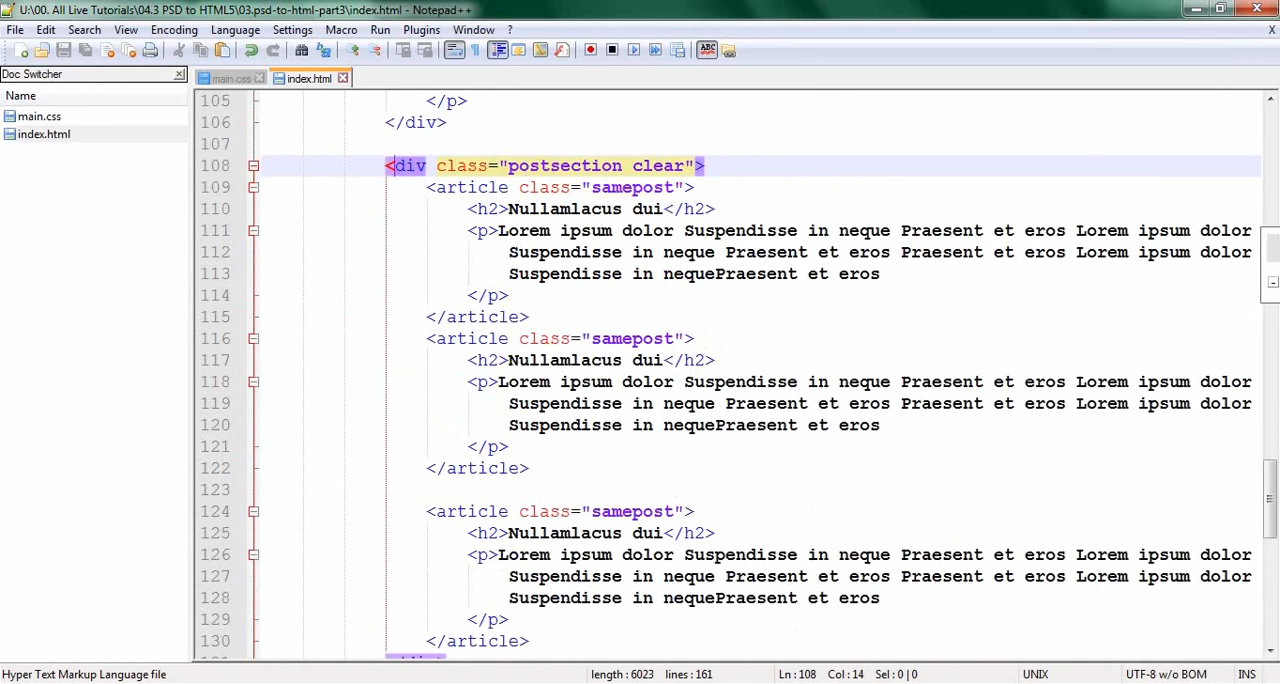 U:\00. All Live Tutorials\04.3 PSD to HTML5\03.psd-to-html-part3\index.html - Notepad++
File Edit Search View Encoding Language Settings Macro Run Plugins Window ? X
ABC
Doc Switcher
main.css index.html
Name
main.css
index.html
105 </p>
106 </div>
107
108 <div class="postsection clear">
109 <article class="samepost">
110 <h2>Nullamlacus dui</h2>
111 <p>Lorem ipsum dolor Suspendisse in neque Praesent et eros Lorem ipsum dolor
112 Suspendisse in neque Praesent et eros Praesent et eros Lorem ipsum dolor
113 Suspendisse in nequePraesent et eros
114 </p>
115 </article>
116 <article class="samepost">
117 <h2>Nullamlacus dui</h2>
118 <p>Lorem ipsum dolor Suspendisse in neque Praesent et eros Lorem ipsum dolor
119 Suspendisse in neque Praesent et eros Praesent et eros Lorem ipsum dolor
120 Suspendisse in nequePraesent et eros
121 </p>
122 </article>
123
124 <article class="samepost">
125 <h2>Nullamlacus dui</h2>
126 <p>Lorem ipsum dolor Suspendisse in neque Praesent et eros Lorem ipsum dolor
127 Suspendisse in neque Praesent et eros Praesent et eros Lorem ipsum dolor
128 Suspendisse in nequePraesent et eros
129 </p>
130 </article>
Hyper Text Markup Language file length : 6023 lines : 161 Ln : 108 Col : 14 Sel : 0 | 0 UNIX UTF-8 w/o BOM INS